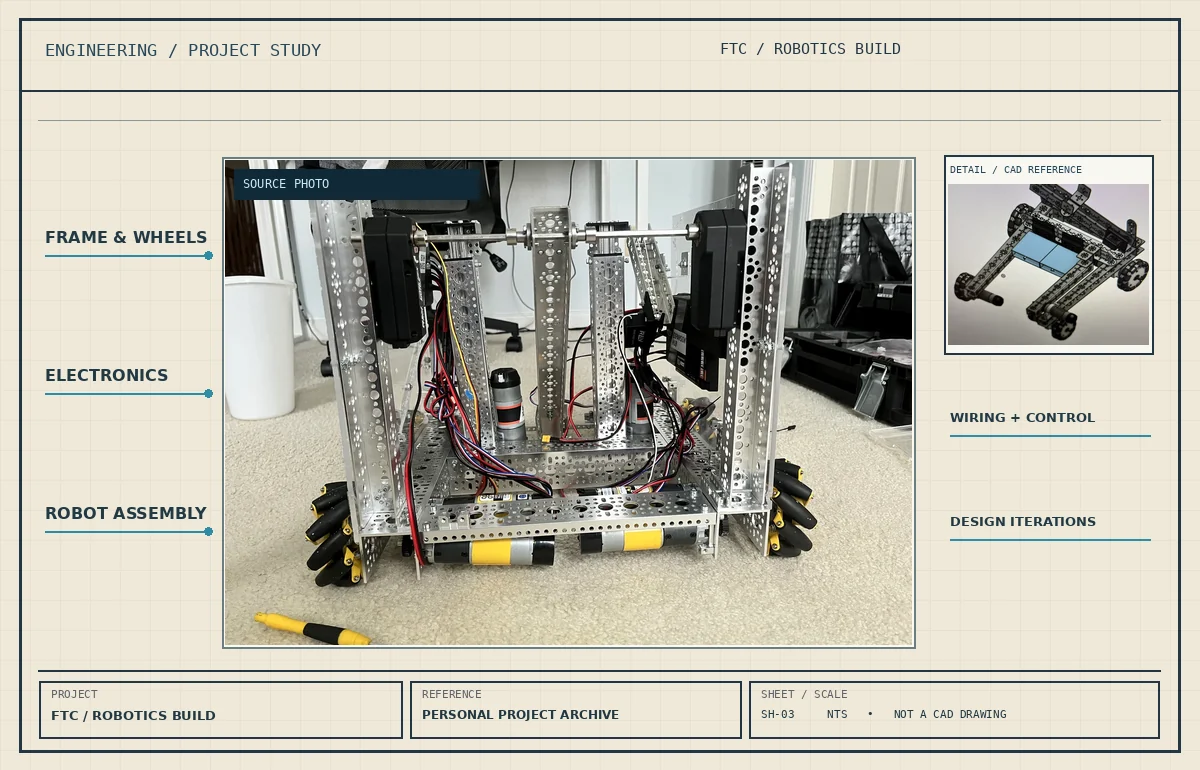 ENGINEERING / PROJECT STUDY
FTC / ROBOTICS BUILD
SOURCE PHOTO
DETAIL / CAD REFERENCE
FRAME & WHEELS
ELECTRONICS
ROBOT ASSEMBLY
WIRING + CONTROL
DESIGN ITERATIONS
PROJECT
FTC / ROBOTICS BUILD
REFERENCE
PERSONAL PROJECT ARCHIVE
SHEET / SCALE
SH-03 NTS • NOT A CAD DRAWING